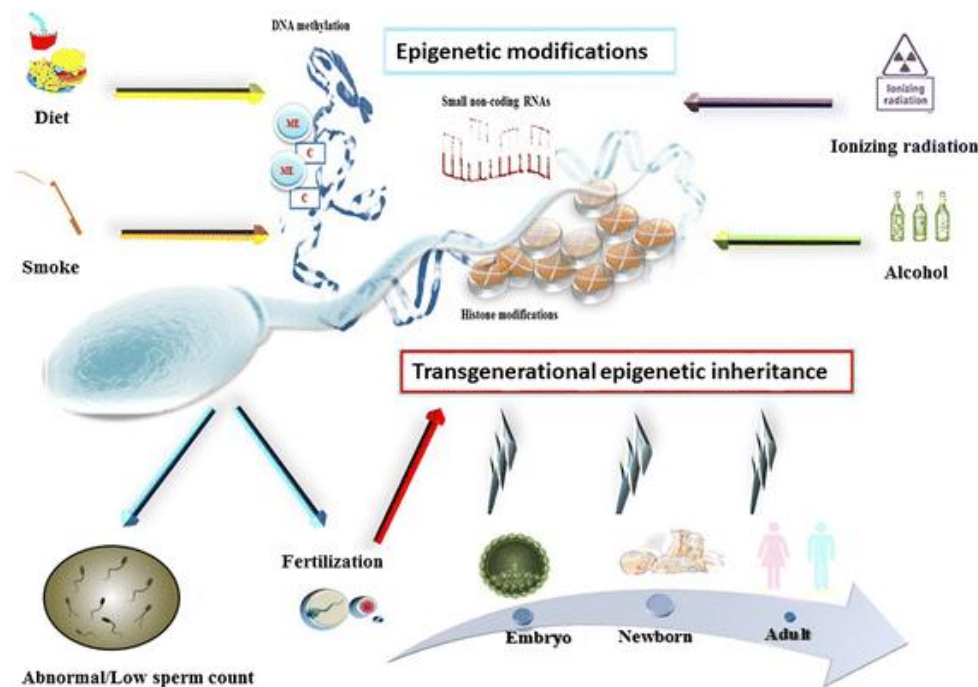 DNA methylation
Epigenetic modifications
Diet
Small non-coding RNAs
Ionizing
radiation
Ionizing radiation
ME
C
ME
C
Smoke
Alcohol
Histone modifications
Transgenerational epigenetic inheritance
Fertilization
Embryo
Newborn
Adult
Abnormal/Low sperm count